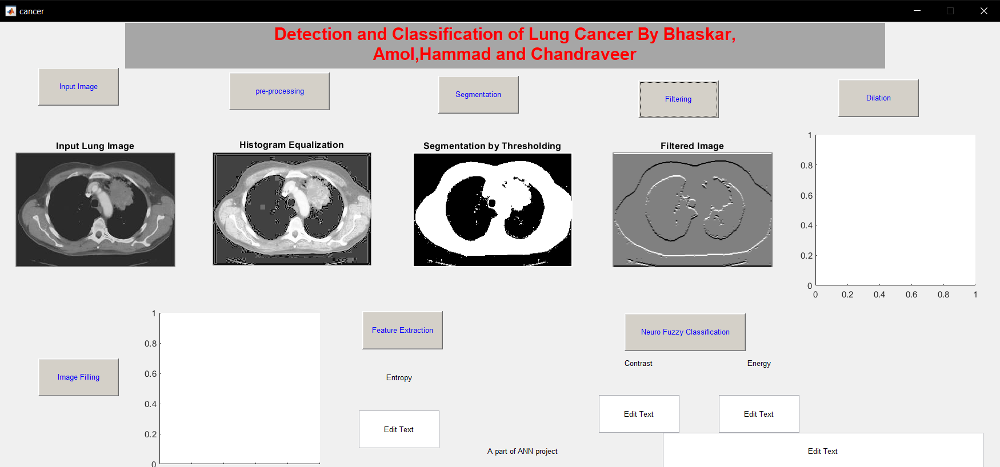 cancer
Detection and Classification of Lung Cancer By Bhaskar,
Amol,Hammad and Chandraveer
Input Image
pre-processing
Segmentation
Filtering
Dilation
Input Lung Image
Histogram Equalization
Segmentation by Thresholding
Filtered Image
1
0.8
0.6
0.4
0.2
0
0 0.2 0.4 0.6 0.8 1
Image Filling
1
0.8
0.6
0.4
0.2
0
Feature Extraction
Entropy
Edit Text
Neuro Fuzzy Classification
Contrast
Energy
Edit Text
Edit Text
A part of ANN project
Edit Text